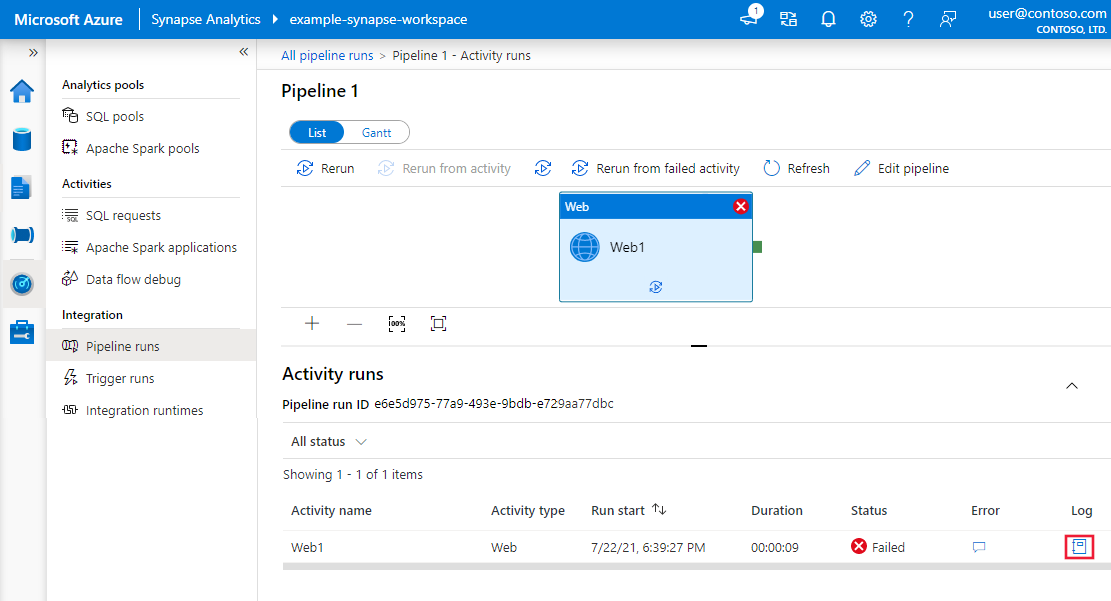 Microsoft Azure Synapse Analytics example-synapse-workspace 1 user@contoso.com
CONTOSO, LTD.
» «
Analytics pools
SQL pools
Apache Spark pools
Activities
SQL requests
Apache Spark applications
Data flow debug
Integration
Pipeline runs
Trigger runs
Integration runtimes
All pipeline runs > Pipeline 1 - Activity runs
Pipeline 1
List Gantt
Rerun Rerun from activity Rerun from failed activity Refresh Edit pipeline
Web
Web1
100%
Activity runs
Pipeline run ID e6e5d975-77a9-493e-9bdb-e729aa77dbc
All status
Showing 1 - 1 of 1 items
Activity name Activity type Run start Duration Status Error Log
Web1 Web 7/22/21, 6:39:27 PM 00:00:09 Failed